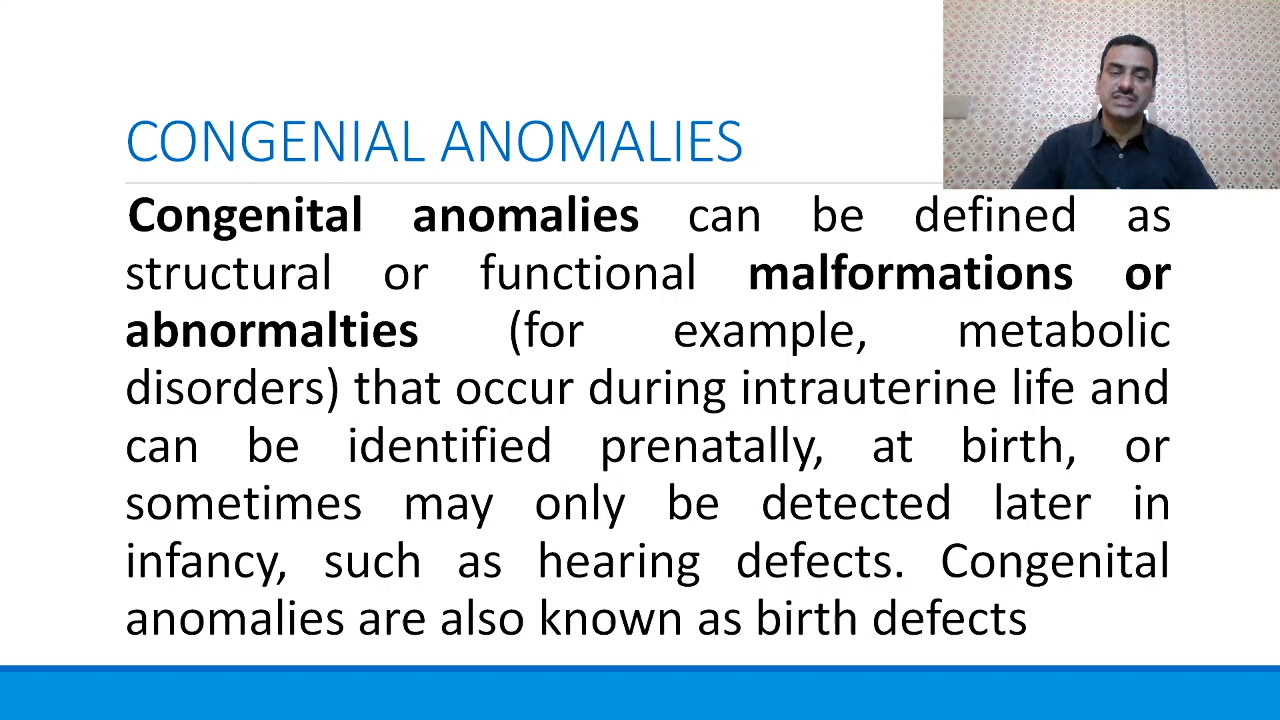 CONGENIAL ANOMALIES
Congenital anomalies can be defined as
structural or functional malformations or
abnormalties (for example, metabolic
disorders) that occur during intrauterine life and
can be identified prenatally, at birth, or
sometimes may only be detected later in
infancy, such as hearing defects. Congenital
anomalies are also known as birth defects